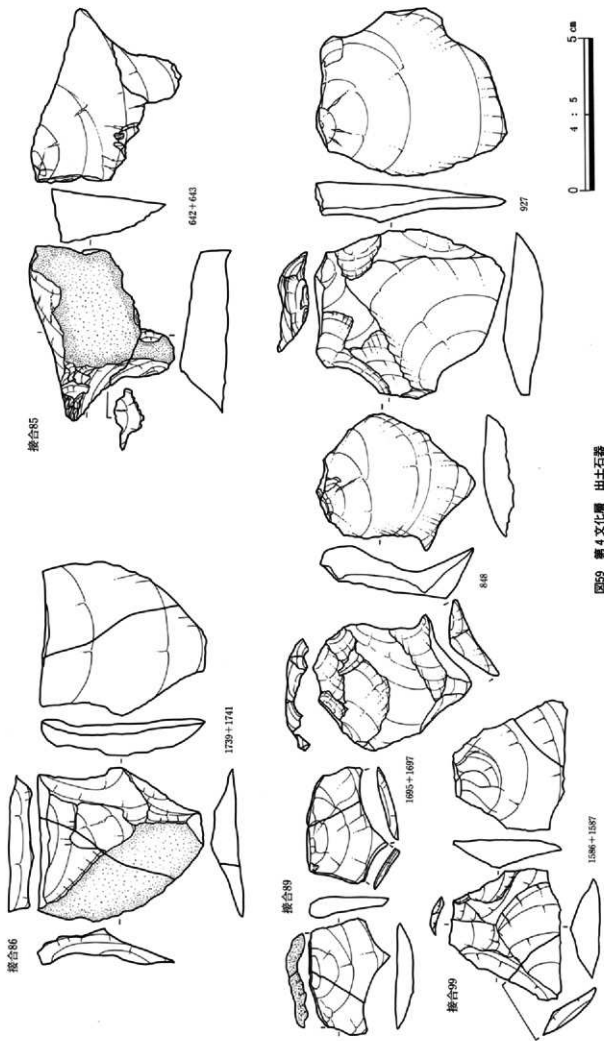 接合86
1739+1741
接合85
642+643
接合89
1695+1697
848
927
接合99
1586+1587
0 4 : 5 5 cm
図59 第4文化層 出土石器